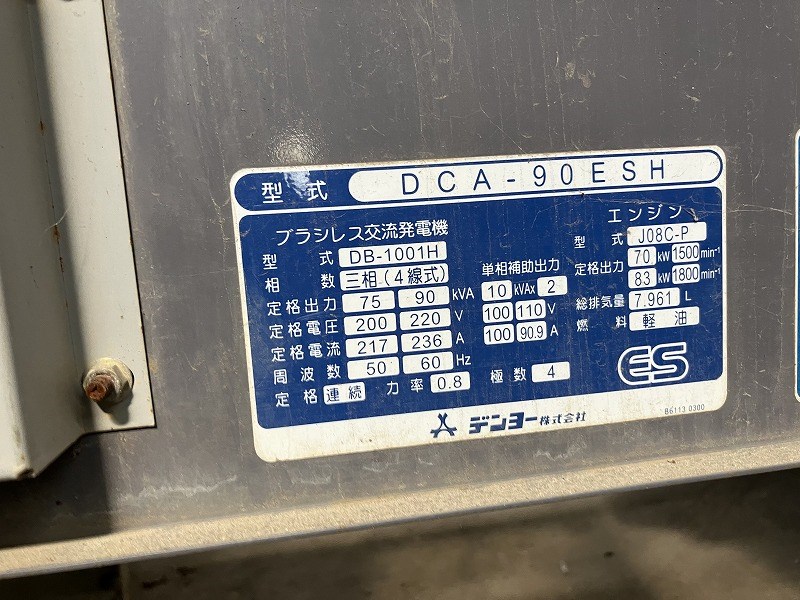 型式 DCA-90ESH
ブラシレス交流発電機
型式 DB-1001H
相数 三相(4線式)
定格出力 75 90 kVA
定格電圧 200 220 V
定格電流 217 236 A
周波数 50 60 Hz
定格 連続 力率 0.8 極数 4
単相補助出力
10 kVAx 2
100 110 V
100 90.9 A
エンジン
型式 J08C-P
定格出力 70 kW 1500 min⁻¹
83 kW 1800 min⁻¹
総排気量 7.961 L
燃料 軽油
ES
デンヨー株式会社
B6113 0300